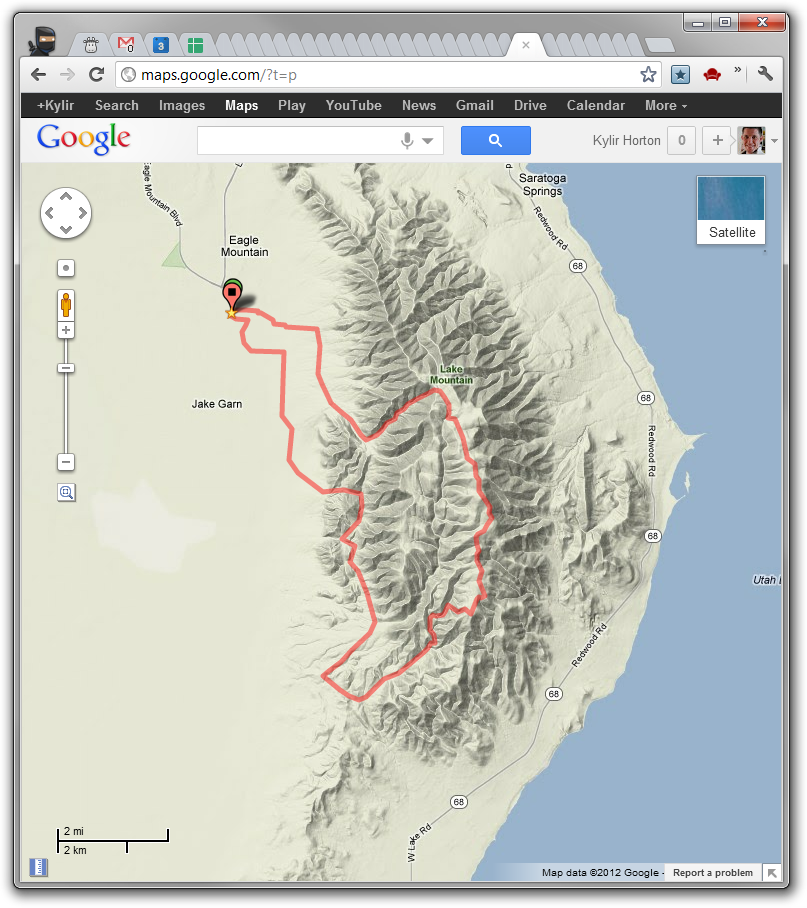 0
3
maps.google.com/?t=p
»
+Kylir Search Images Maps Play YouTube News Gmail Drive Calendar More
Google
Kylir Horton 0 +
Eagle Mountain Blvd
Saratoga
Springs
Redwood Rd
68
Satellite
Eagle
Mountain
Lake
Mountain
68
Jake Garn
Redwood Rd
68
Utah
Redwood Rd
68
68
W Lake Rd
2 mi
2 km
Map data ©2012 Google -
Report a problem